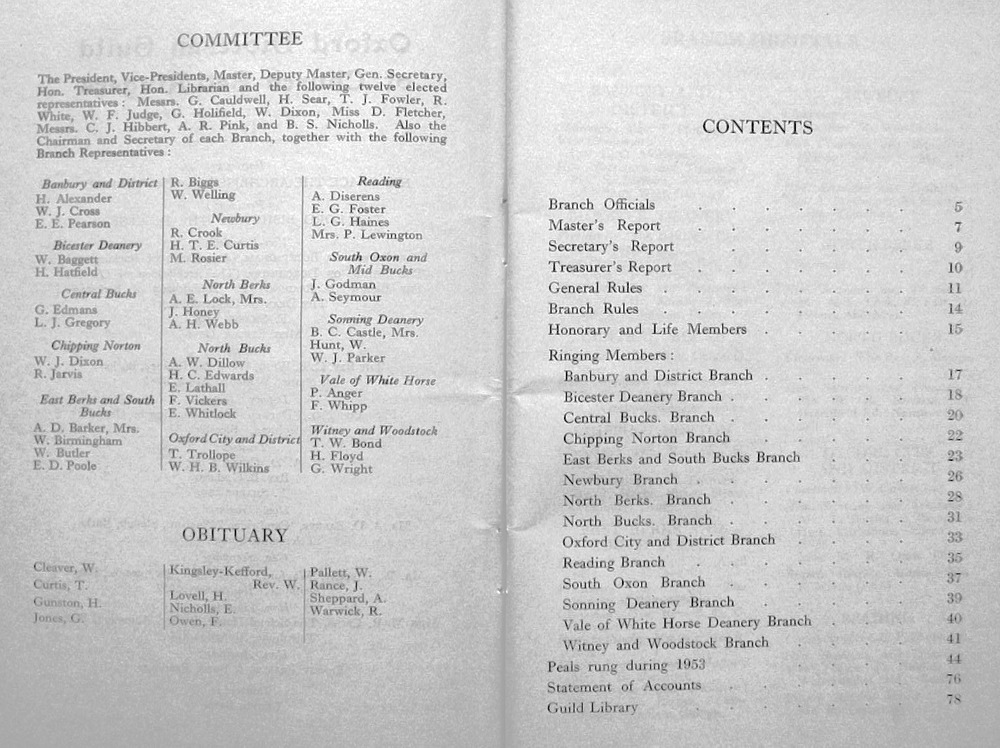 COMMITTEE
The President, Vice-Presidents, Master, Deputy Master, Gen. Secretary,
Hon. Treasurer, Hon. Librarian and the following twelve elected
representatives : Messrs. G. Cauldwell, H. Sear, T. J. Fowler, R.
White, W. F. Judge, G. Holifield, W. Dixon, Miss D. Fletcher,
Messrs. C. J. Hibbert, A. R. Pink, and B. S. Nicholls. Also the
Chairman and Secretary of each Branch, together with the following
Branch Representatives :
Banbury and District
H. Alexander
W. J. Cross
E. E. Pearson
Bicester Deanery
W. Baggett
H. Hatfield
Central Bucks
G. Edmans
L. J. Gregory
Chipping Norton
W. J. Dixon
R. Jarvis
East Berks and South
Bucks
A. D. Barker, Mrs.
W. Birmingham
W. Butler
E. D. Poole
R. Biggs
W. Welling
Newbury
R. Crook
H. T. E. Curtis
M. Rosier
North Berks
A. E. Lock, Mrs.
J. Honey
A. H. Webb
North Bucks
A. W. Dillow
H. C. Edwards
E. Lathall
F. Vickers
E. Whitlock
Oxford City and District
T. Trollope
W. H. B. Wilkins
Reading
A. Diserens
E. G. Foster
L. G. Haines
Mrs. P. Lewington
South Oxon and
Mid Bucks
J. Godman
A. Seymour
Sonning Deanery
B. C. Castle, Mrs.
Hunt, W.
W. J. Parker
Vale of White Horse
P. Anger
F. Whipp
Witney and Woodstock
T. W. Bond
H. Floyd
G. Wright
OBITUARY
Cleaver, W.
Curtis, T.
Gunston, H.
Jones, G.
Kingsley-Kefford,
Rev. W.
Lovell, H.
Nicholls, E.
Owen, F.
Pallett, W.
Rance, J.
Sheppard, A.
Warwick, R.
CONTENTS
Branch Officials . . . . . . 5
Master's Report . . . . . . 7
Secretary's Report . . . . . . 9
Treasurer's Report . . . . . . 10
General Rules . . . . . . . 11
Branch Rules . . . . . . . 14
Honorary and Life Members . . . . . 15
Ringing Members :
Banbury and District Branch . . . . . 17
Bicester Deanery Branch . . . . . . 18
Central Bucks. Branch . . . . . . 20
Chipping Norton Branch . . . . . 22
East Berks and South Bucks Branch . . . . 23
Newbury Branch . . . . . . 26
North Berks. Branch . . . . . . 28
North Bucks. Branch . . . . . . 31
Oxford City and District Branch . . . . 33
Reading Branch . . . . . . 35
South Oxon Branch . . . . . . 37
Sonning Deanery Branch . . . . . 39
Vale of White Horse Deanery Branch . . . 40
Witney and Woodstock Branch . . . . 41
Peals rung during 1953 . . . . . . 44
Statement of Accounts . . . . . . 76
Guild Library . . . . . . 78